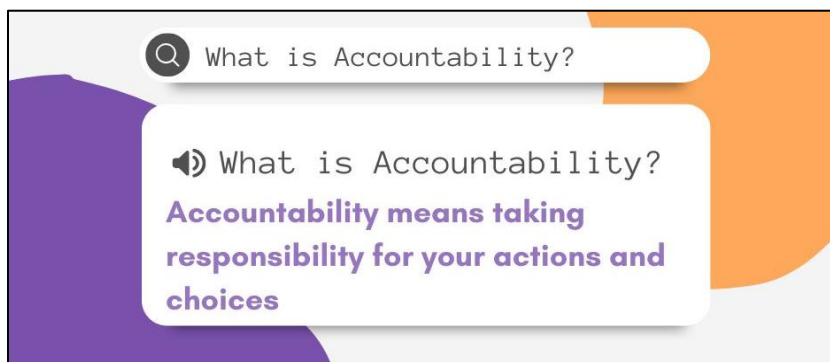 What is Accountability?
What is Accountability?
Accountability means taking
responsibility for your actions and
choices